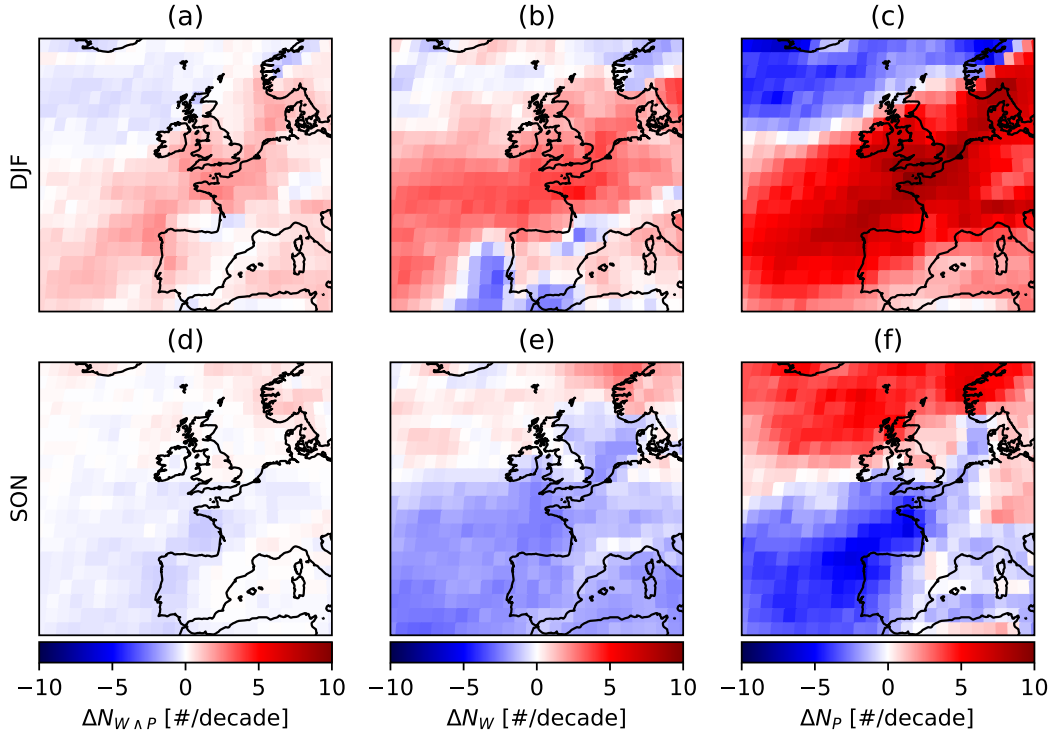 (a) (b) (c)
DJF
(d) (e) (f)
SON
−10 −5 0 5 10 −10 −5 0 5 10 −10 −5 0 5 10
ΔN_{W∧P} [#/decade] ΔN_W [#/decade] ΔN_P [#/decade]